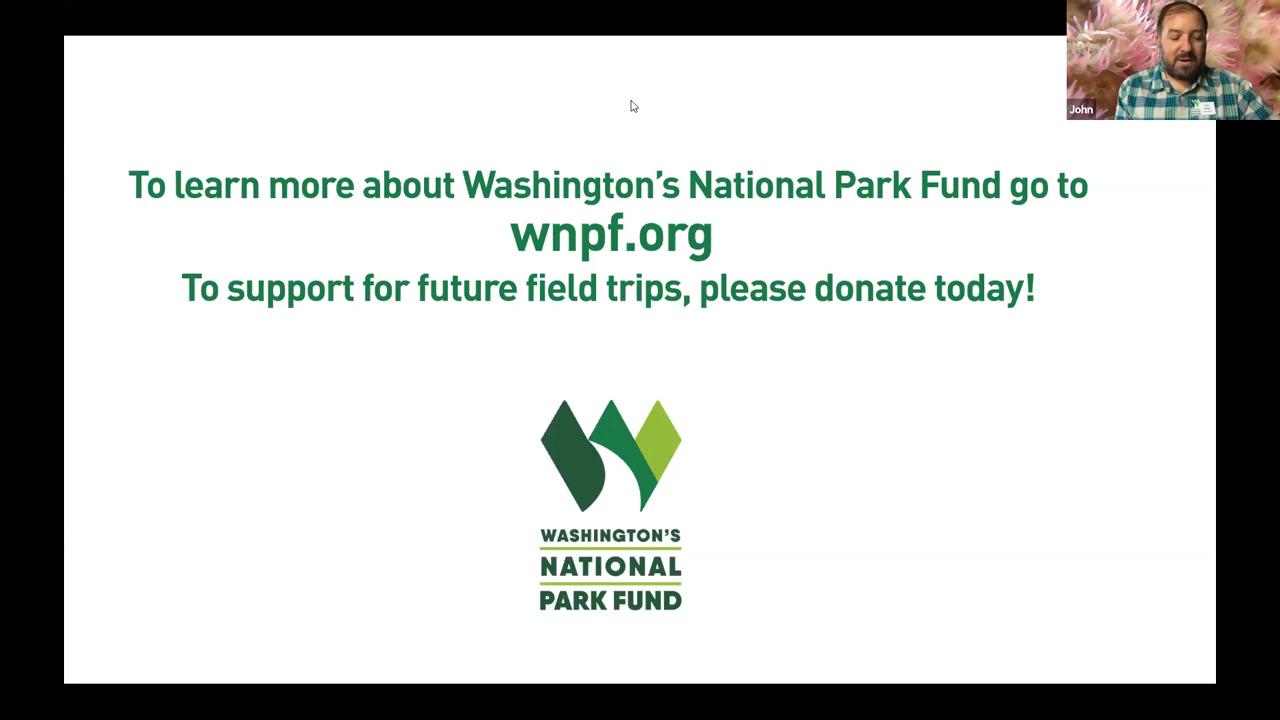 John
To learn more about Washington's National Park Fund go to
wnpf.org
To support for future field trips, please donate today!
WASHINGTON'S
NATIONAL
PARK FUND